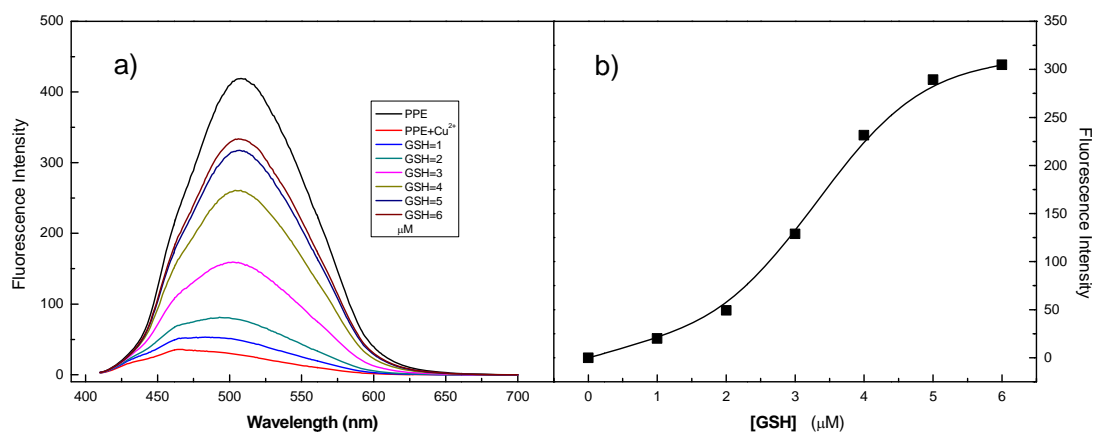 a)
Fluorescence Intensity
500
400
300
200
100
0
PPE
PPE+Cu²⁺
GSH=1
GSH=2
GSH=3
GSH=4
GSH=5
GSH=6
μM
400 450 500 550 600 650 700
Wavelength (nm)
b)
350
300
250
200
150
100
50
0
Fluorescence Intensity
0 1 2 3 4 5 6
[GSH] (μM)